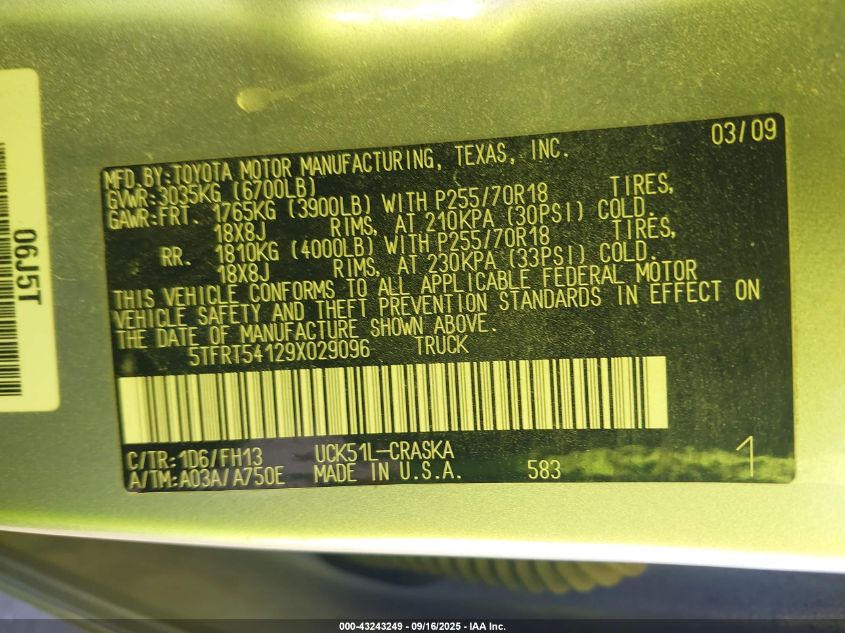 06J5T
03/09
MFD.BY:TOYOTA MOTOR MANUFACTURING, TEXAS, INC.
GVWR:3035KG (6700LB)
GAWR:FRT. 1765KG (3900LB) WITH P255/70R18 TIRES,
18X8J RIMS, AT 210KPA (30PSI) COLD.
RR. 1810KG (4000LB) WITH P255/70R18 TIRES,
18X8J RIMS, AT 230KPA (33PSI) COLD.
THIS VEHICLE CONFORMS TO ALL APPLICABLE FEDERAL MOTOR
VEHICLE SAFETY AND THEFT PREVENTION STANDARDS IN EFFECT ON
THE DATE OF MANUFACTURE SHOWN ABOVE.
5TFRT54129X029096 TRUCK
C/TR:1D6/FH13 UCK51L-CRASKA
A/TM:A03A/A750E MADE IN U.S.A. 583 1
000-43243249 - 09/16/2025 - IAA Inc.